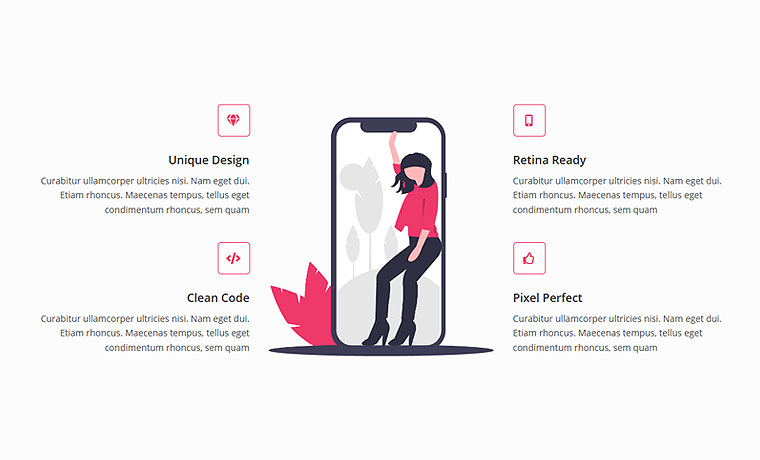 Unique Design
Curabitur ullamcorper ultricies nisi. Nam eget dui.
Etiam rhoncus. Maecenas tempus, tellus eget
condimentum rhoncus, sem quam
Clean Code
Curabitur ullamcorper ultricies nisi. Nam eget dui.
Etiam rhoncus. Maecenas tempus, tellus eget
condimentum rhoncus, sem quam
Retina Ready
Curabitur ullamcorper ultricies nisi. Nam eget dui.
Etiam rhoncus. Maecenas tempus, tellus eget
condimentum rhoncus, sem quam
Pixel Perfect
Curabitur ullamcorper ultricies nisi. Nam eget dui.
Etiam rhoncus. Maecenas tempus, tellus eget
condimentum rhoncus, sem quam